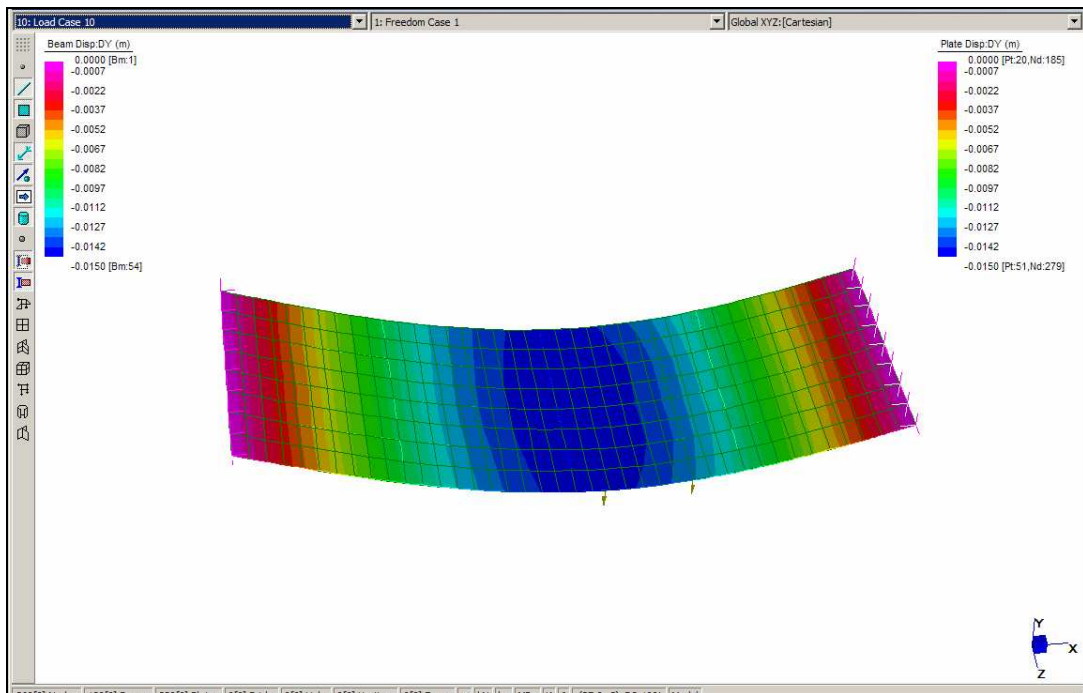 10: Load Case 10
1: Freedom Case 1
Global XYZ:[Cartesian]
Beam Disp:DY (m)
0.0000 [Bm:1]
-0.0007
-0.0022
-0.0037
-0.0052
-0.0067
-0.0082
-0.0097
-0.0112
-0.0127
-0.0142
-0.0150 [Bm:54]
Plate Disp:DY (m)
0.0000 [Pt:20,Nd:185]
-0.0007
-0.0022
-0.0037
-0.0052
-0.0067
-0.0082
-0.0097
-0.0112
-0.0127
-0.0142
-0.0150 [Pt:51,Nd:279]
Y
X
Z